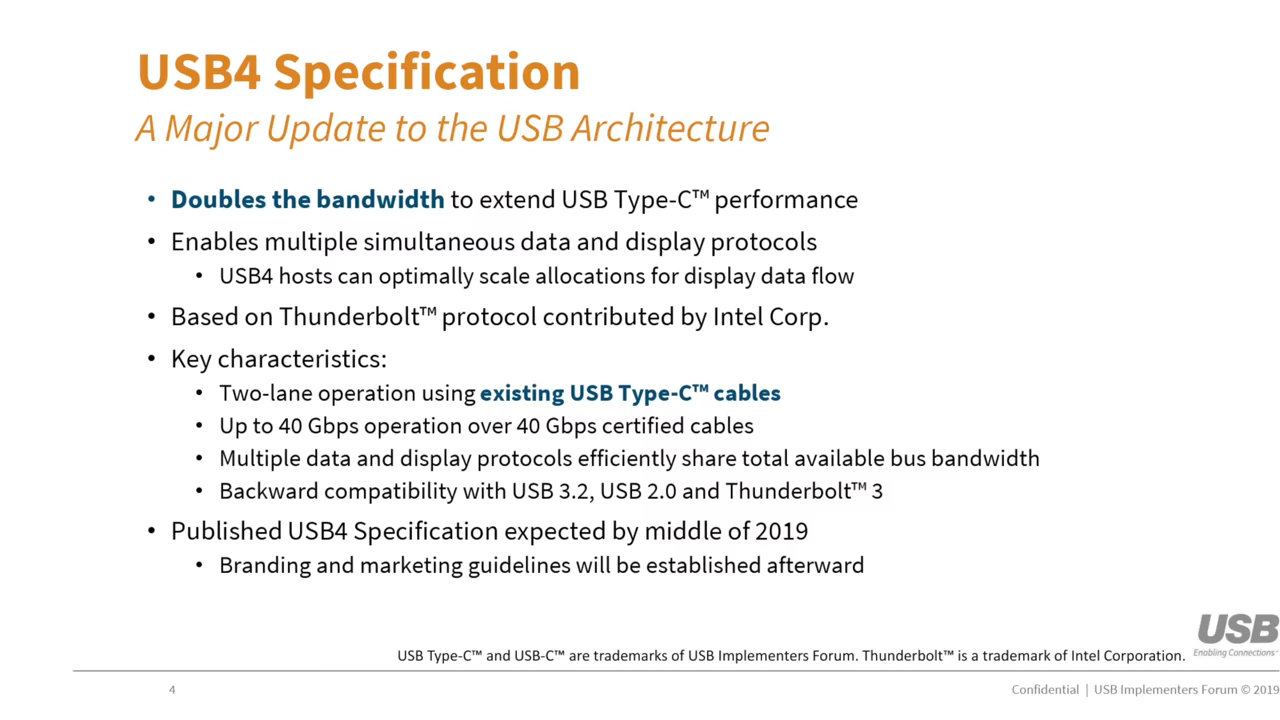 USB4 Specification
A Major Update to the USB Architecture
• Doubles the bandwidth to extend USB Type-C™ performance
• Enables multiple simultaneous data and display protocols
• USB4 hosts can optimally scale allocations for display data flow
• Based on Thunderbolt™ protocol contributed by Intel Corp.
• Key characteristics:
• Two-lane operation using existing USB Type-C™ cables
• Up to 40 Gbps operation over 40 Gbps certified cables
• Multiple data and display protocols efficiently share total available bus bandwidth
• Backward compatibility with USB 3.2, USB 2.0 and Thunderbolt™ 3
• Published USB4 Specification expected by middle of 2019
• Branding and marketing guidelines will be established afterward
USB
Enabling Connections™
USB Type-C™ and USB-C™ are trademarks of USB Implementers Forum. Thunderbolt™ is a trademark of Intel Corporation.
4
Confidential | USB Implementers Forum © 2019